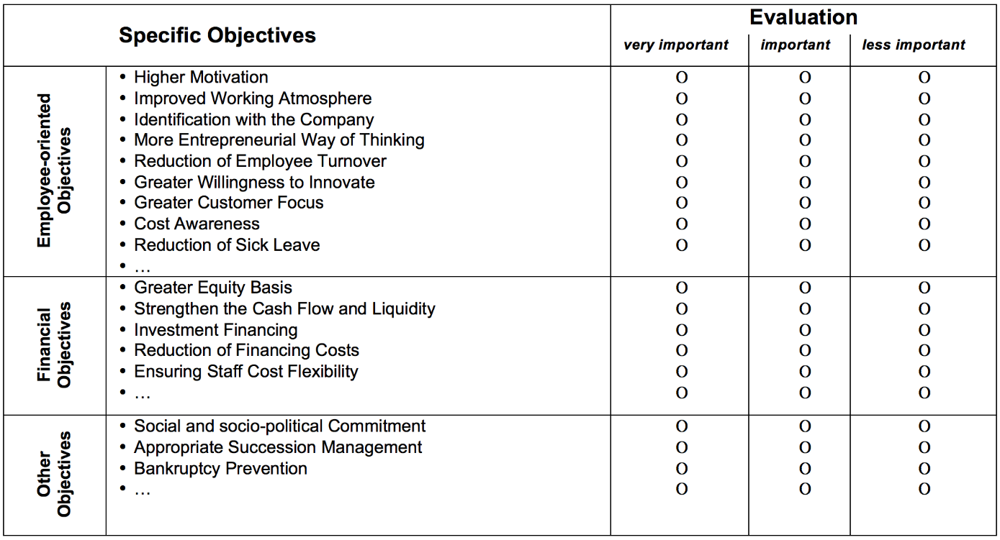 Specific Objectives
Evaluation
very important important less important
Employee-oriented
Objectives
• Higher Motivation O O O
• Improved Working Atmosphere O O O
• Identification with the Company O O O
• More Entrepreneurial Way of Thinking O O O
• Reduction of Employee Turnover O O O
• Greater Willingness to Innovate O O O
• Greater Customer Focus O O O
• Cost Awareness O O O
• Reduction of Sick Leave O O O
• …
Financial
Objectives
• Greater Equity Basis O O O
• Strengthen the Cash Flow and Liquidity O O O
• Investment Financing O O O
• Reduction of Financing Costs O O O
• Ensuring Staff Cost Flexibility O O O
• … O O O
Other
Objectives
• Social and socio-political Commitment O O O
• Appropriate Succession Management O O O
• Bankruptcy Prevention O O O
• … O O O